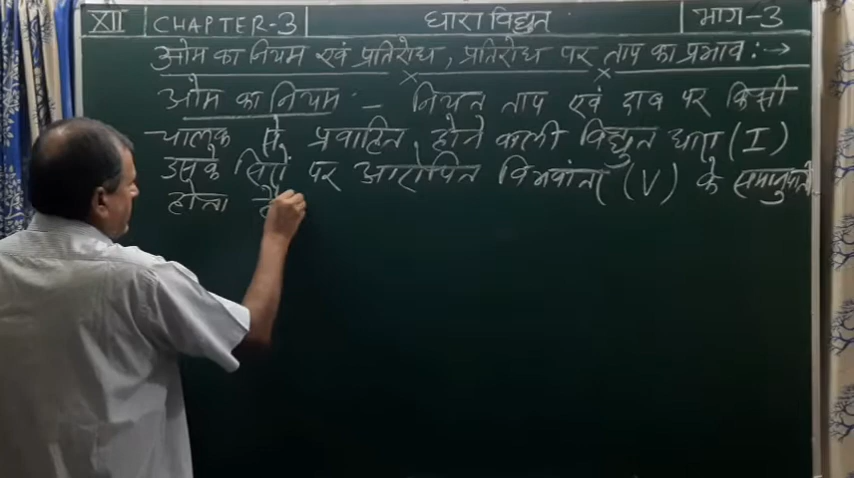 XII CHAPTER-3 धारा विद्युत भाग-3
ओम का नियम एवं प्रतिरोध, प्रतिरोध पर ताप का प्रभाव :→
ओम का नियम :- नियत ताप एवं दाब पर किसी
चालक से प्रवाहित होने वाली विद्युत धारा (I)
उसके सिरों पर आरोपित विभवांतर (V) के समानुपाती
होता है